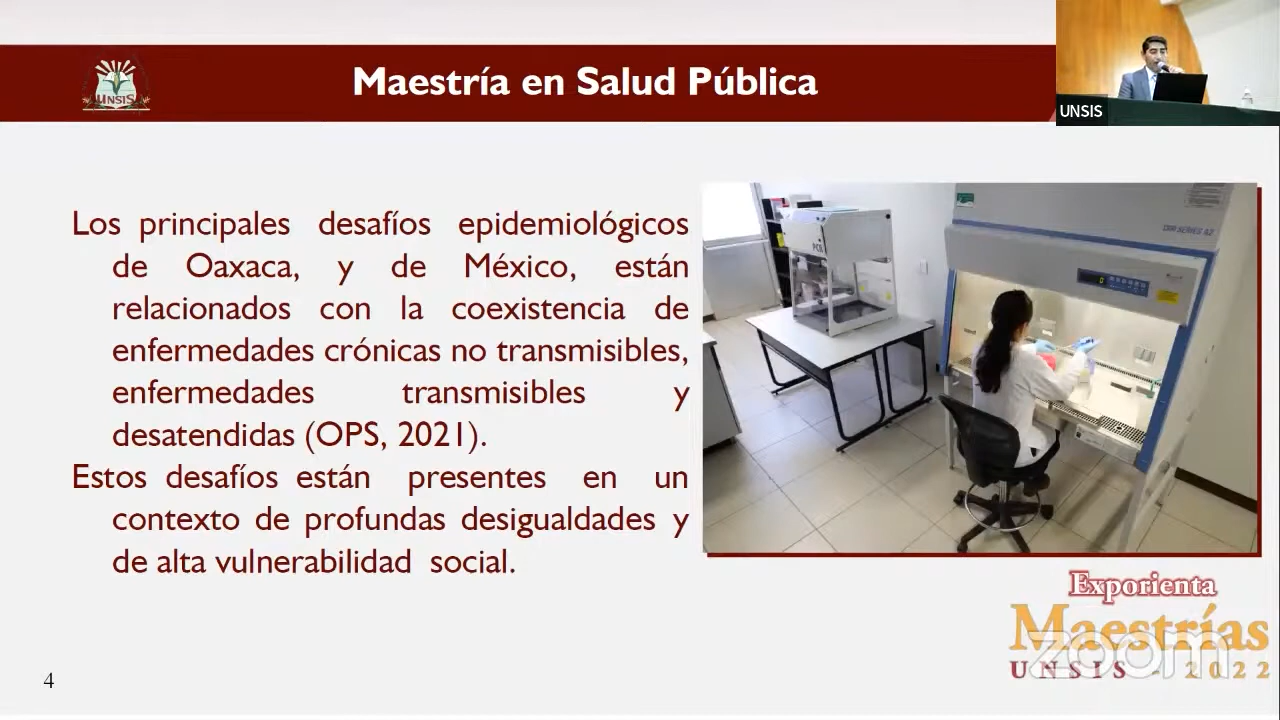 Maestría en Salud Pública
UNSIS
UNSIS
Los principales desafíos epidemiológicos
de Oaxaca, y de México, están
relacionados con la coexistencia de
enfermedades crónicas no transmisibles,
enfermedades transmisibles y
desatendidas (OPS, 2021).
Estos desafíos están presentes en un
contexto de profundas desigualdades y
de alta vulnerabilidad social.
Exporienta
Maestrías
zoom
UNSIS - 2022
4